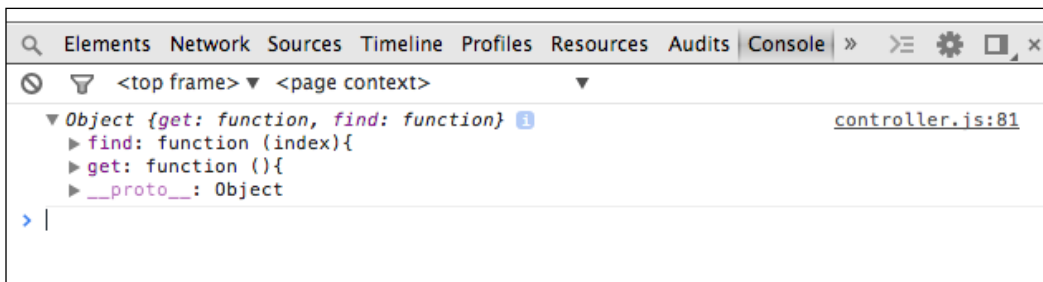 Elements Network Sources Timeline Profiles Resources Audits Console »
<top frame> ▼ <page context> ▼
▼ Object {get: function, find: function} i controller.js:81
▶ find: function (index){
▶ get: function (){
▶ __proto__: Object
>